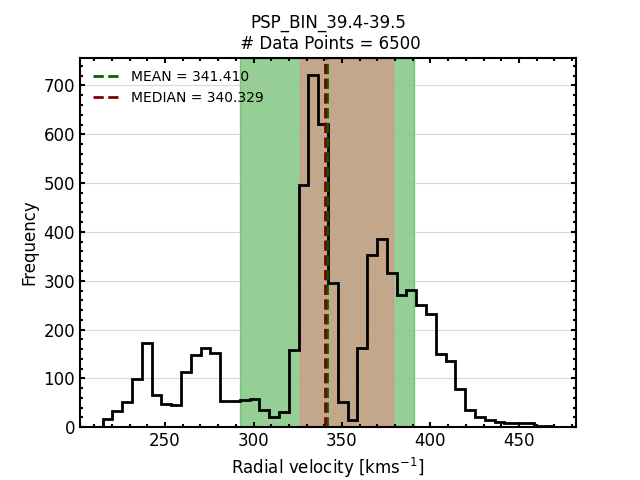 PSP_BIN_39.4-39.5
# Data Points = 6500
MEAN = 341.410
MEDIAN = 340.329
Frequency
700
600
500
400
300
200
100
0
250 300 350 400 450
Radial velocity [kms⁻¹]